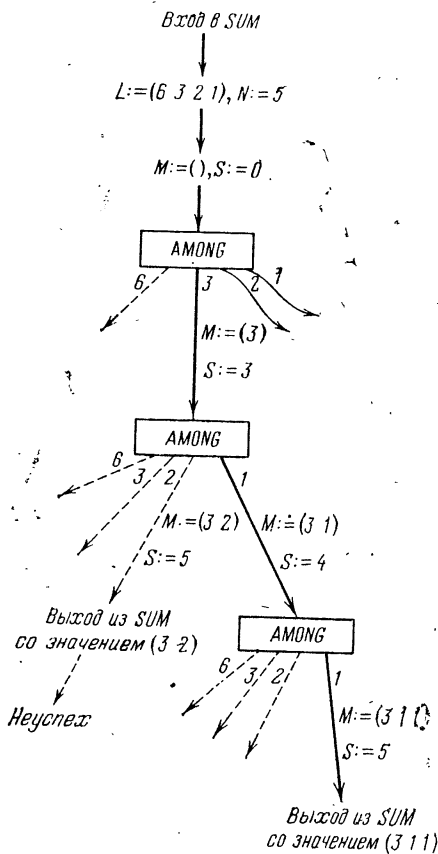 Вход в SUM
L:=(6 3 2 1), N:=5
M:=(), S:=0
AMONG
6 3 2 1
M:=(3)
S:=3
AMONG
6 3 2 1
M:=(3 2) M:=(3 1)
S:=5 S:=4
Выход из SUM
со значением (3 2)
AMONG
6 3 2 1
Неуспех
M:=(3 1 1)
S:=5
Выход из SUM
со значением (3 1 1)